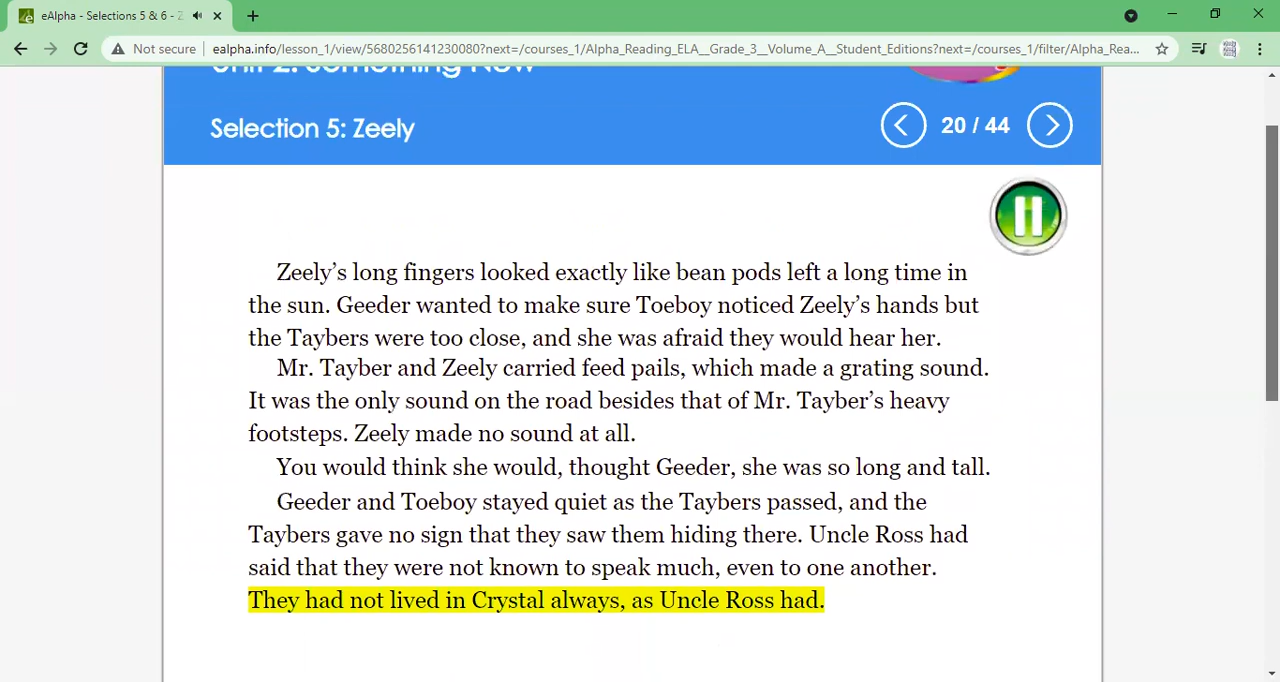 eAlpha - Selections 5 & 6 - Z
Not secure
ealpha.info/lesson_1/view/5680256141230080?next=/courses_1/Alpha_Reading_ELA__Grade_3__Volume_A__Student_Editions?next=/courses_1/filter/Alpha_Rea...
Unit 2: Something New
Selection 5: Zeely
20 / 44
Zeely’s long fingers looked exactly like bean pods left a long time in
the sun. Geeder wanted to make sure Toeboy noticed Zeely’s hands but
the Taybers were too close, and she was afraid they would hear her.
Mr. Tayber and Zeely carried feed pails, which made a grating sound.
It was the only sound on the road besides that of Mr. Tayber’s heavy
footsteps. Zeely made no sound at all.
You would think she would, thought Geeder, she was so long and tall.
Geeder and Toeboy stayed quiet as the Taybers passed, and the
Taybers gave no sign that they saw them hiding there. Uncle Ross had
said that they were not known to speak much, even to one another.
They had not lived in Crystal always, as Uncle Ross had.